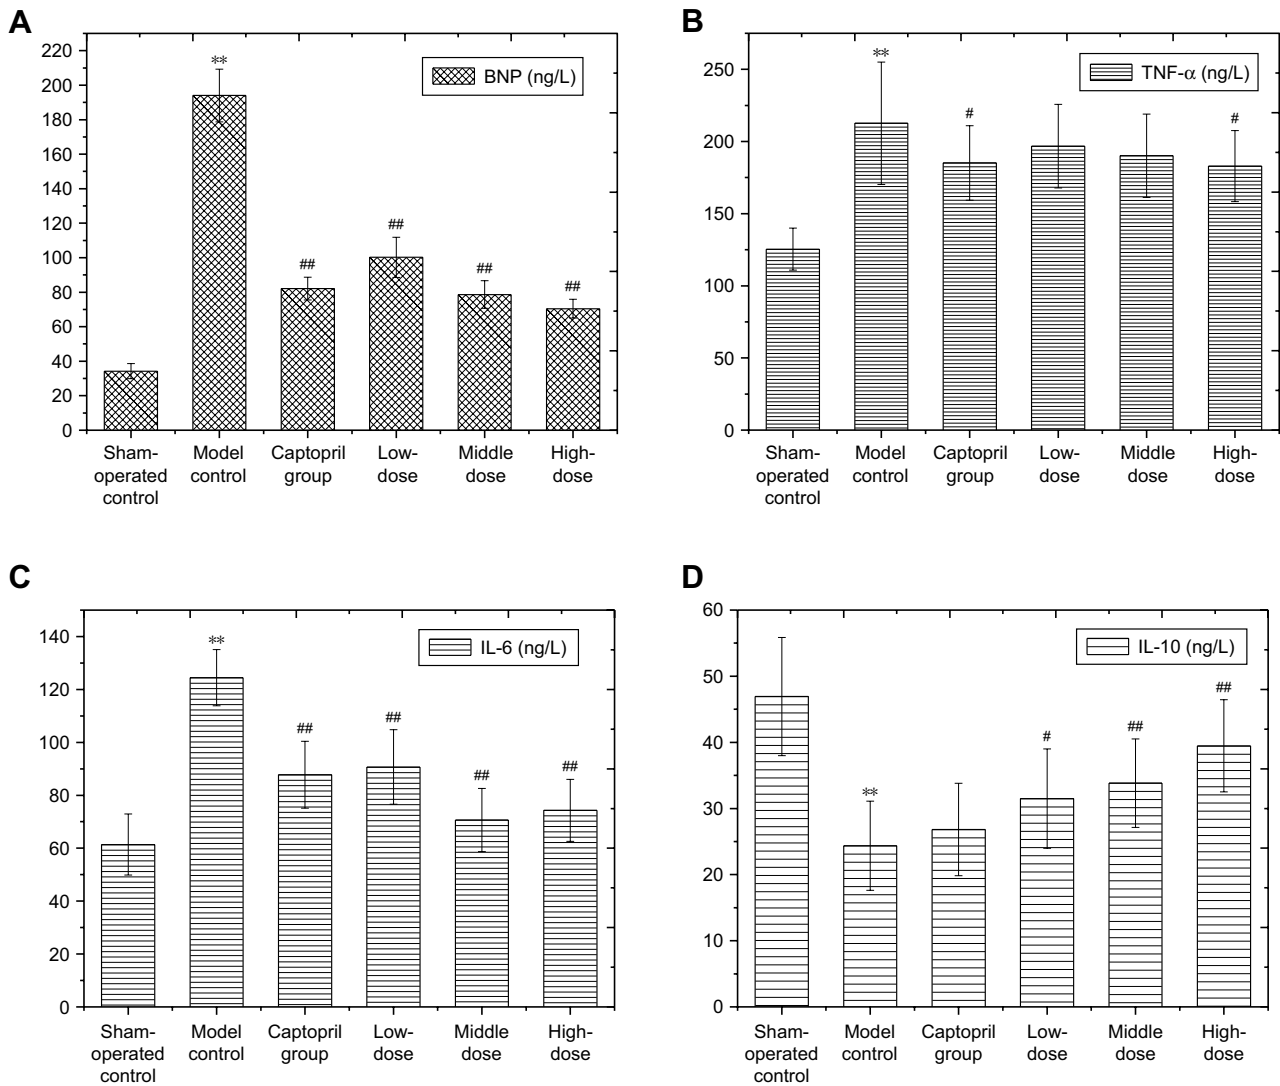 A
220
200
180
160
140
120
100
80
60
40
20
0
**
##
##
##
##
BNP (ng/L)
Sham-
operated
control
Model
control
Captopril
group
Low-
dose
Middle
dose
High-
dose
B
250
200
150
100
50
0
**
#
#
TNF-α (ng/L)
Sham-
operated
control
Model
control
Captopril
group
Low-
dose
Middle
dose
High-
dose
C
140
120
100
80
60
40
20
0
**
##
##
##
##
IL-6 (ng/L)
Sham-
operated
control
Model
control
Captopril
group
Low-
dose
Middle
dose
High-
dose
D
60
50
40
30
20
10
0
**
#
##
##
IL-10 (ng/L)
Sham-
operated
control
Model
control
Captopril
group
Low-
dose
Middle
dose
High-
dose